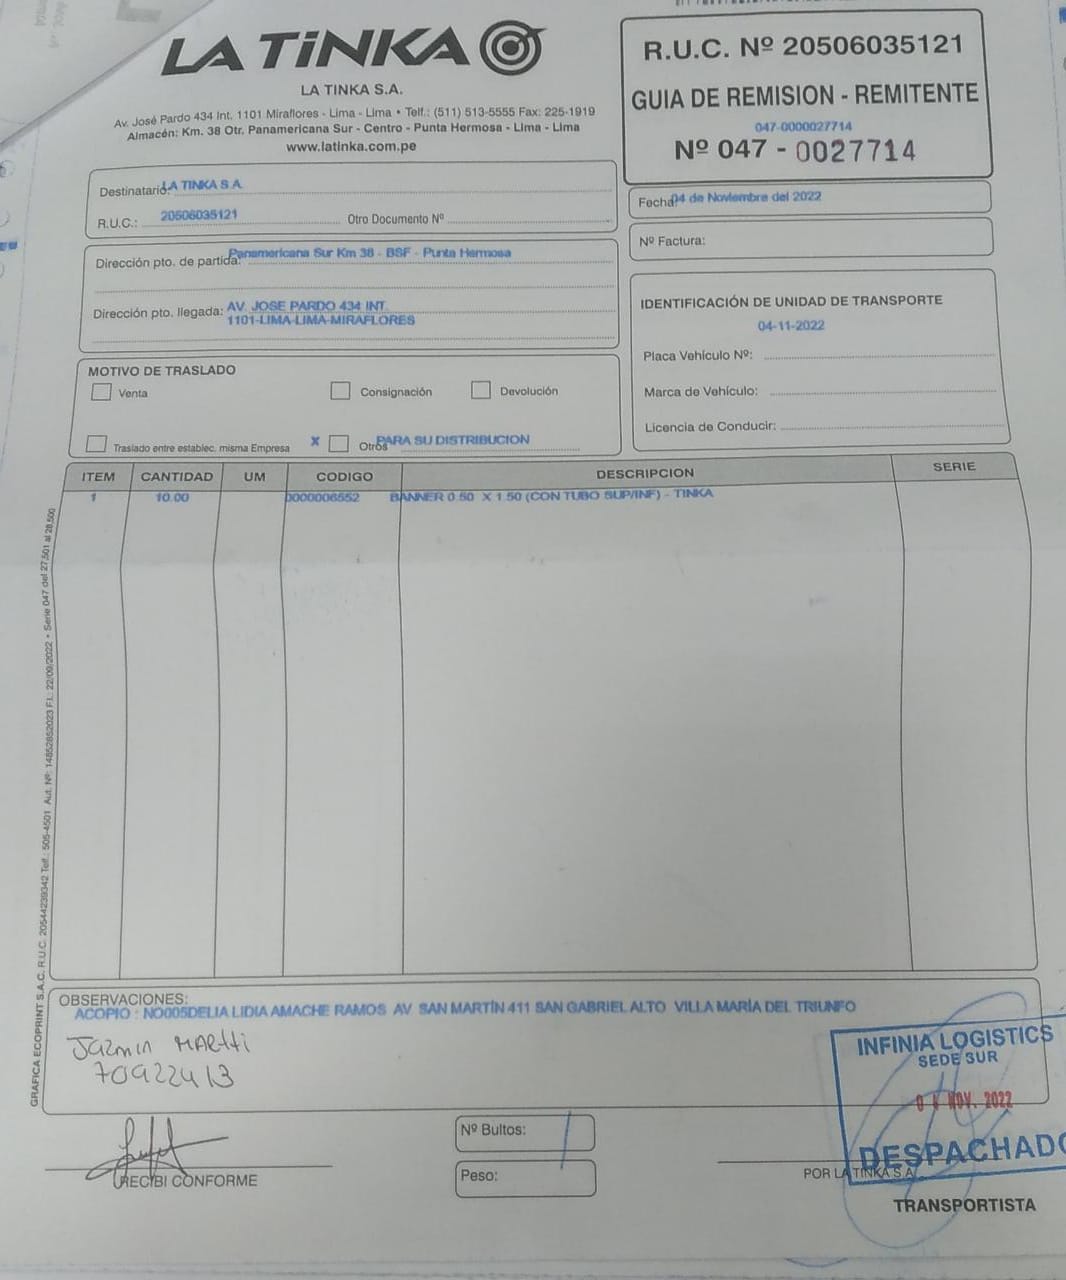 LA TiNKA
LA TINKA S.A.
Av. José Pardo 434 Int. 1101 Miraflores - Lima - Lima • Telf.: (511) 513-5555 Fax: 225-1919
Almacén: Km. 38 Otr. Panamericana Sur - Centro - Punta Hermosa - Lima - Lima
www.latinka.com.pe
R.U.C. Nº 20506035121
GUIA DE REMISION - REMITENTE
047-0000027714
Nº 047 - 0027714
Destinatario: LA TINKA S.A.
R.U.C.: 20506035121 Otro Documento Nº
Fecha: 04 de Noviembre del 2022
Nº Factura:
Dirección pto. de partida: Panamericana Sur Km 38 - BSF - Punta Hermosa
Dirección pto. llegada: AV. JOSE PARDO 434 INT.
1101-LIMA-LIMA-MIRAFLORES
IDENTIFICACIÓN DE UNIDAD DE TRANSPORTE
04-11-2022
Placa Vehículo Nº:
Marca de Vehículo:
Licencia de Conducir:
MOTIVO DE TRASLADO
Venta Consignación Devolución
Traslado entre establec. misma Empresa X Otros PARA SU DISTRIBUCION
ITEM CANTIDAD UM CODIGO DESCRIPCION SERIE
1 10.00 0000006552 BANNER 0.50 X 1.50 (CON TUBO SUP/INF) - TINKA
GRAFICA ECOPRINT S.A.C. R.U.C. 20544239342 Telf.: 505-4501 Aut. Nº: 14852852023 F.I.: 22/09/2022 • Serie 047 del 27,501 al 28,500
OBSERVACIONES:
ACOPIO : NO005DELIA LIDIA AMACHE RAMOS AV SAN MARTÍN 411 SAN GABRIEL ALTO VILLA MARÍA DEL TRIUNFO
Jazmin Martti
70922413
INFINIA LOGISTICS
SEDE SUR
NOV. 2022
DESPACHADO
RECIBI CONFORME
Nº Bultos: 1
Peso:
POR LA TINKA S.A.
TRANSPORTISTA